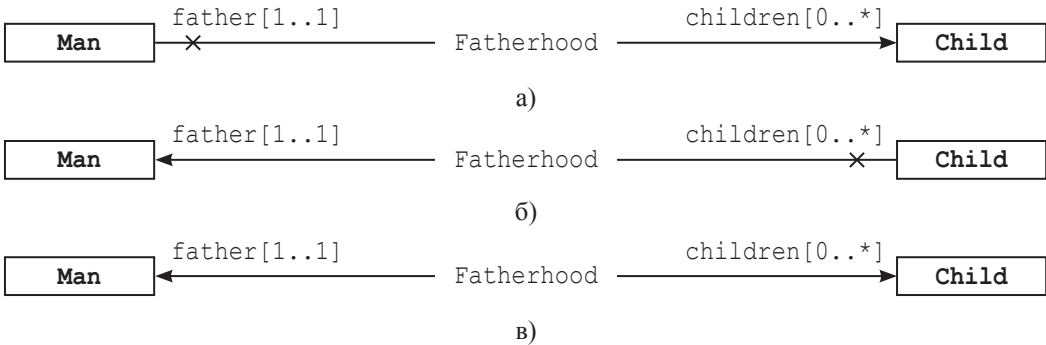 father[1..1] children[0..*]
Man Fatherhood Child
а)
father[1..1] children[0..*]
Man Fatherhood Child
б)
father[1..1] children[0..*]
Man Fatherhood Child
в)